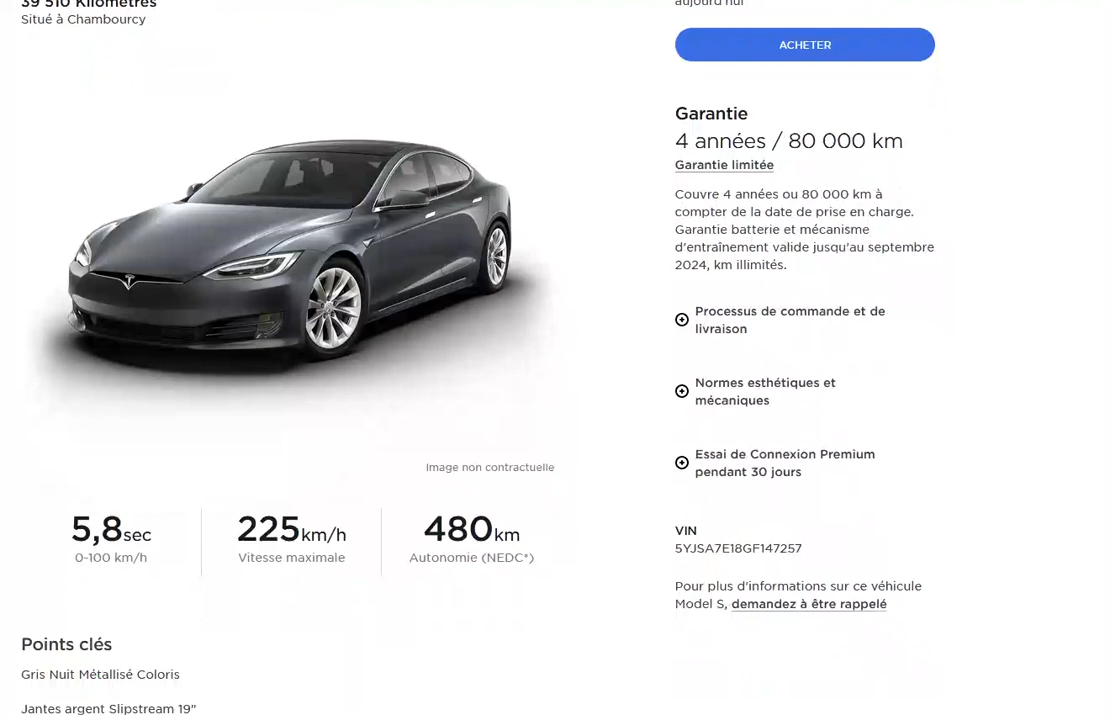 39 510 Kilomètres
Situé à Chambourcy
Image non contractuelle
5,8sec
0-100 km/h
225km/h
Vitesse maximale
480km
Autonomie (NEDC*)
Points clés
Gris Nuit Métallisé Coloris
Jantes argent Slipstream 19"
aujourd'hui
ACHETER
Garantie
4 années / 80 000 km
Garantie limitée
Couvre 4 années ou 80 000 km à
compter de la date de prise en charge.
Garantie batterie et mécanisme
d'entraînement valide jusqu'au septembre
2024, km illimités.
Processus de commande et de
livraison
Normes esthétiques et
mécaniques
Essai de Connexion Premium
pendant 30 jours
VIN
5YJSA7E18GF147257
Pour plus d'informations sur ce véhicule
Model S, demandez à être rappelé